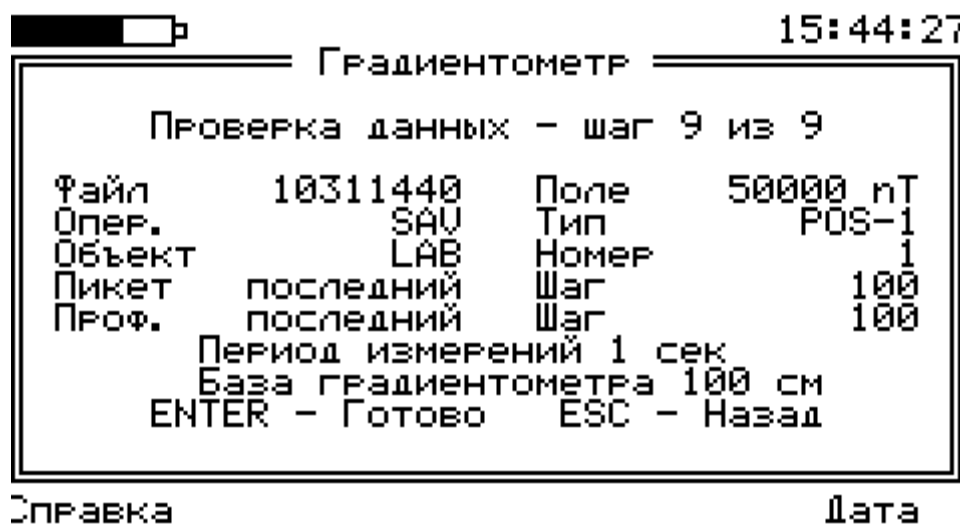 15:44:27
Градиентометр
Проверка данных - шаг 9 из 9
Файл 10311440 Поле 50000 nT
Опер. SAV Тип POS-1
Объект LAB Номер 1
Пикет последний Шаг 100
Проф. последний Шаг 100
Период измерений 1 сек
База градиентометра 100 см
ENTER - Готово ESC - Назад
Справка Дата